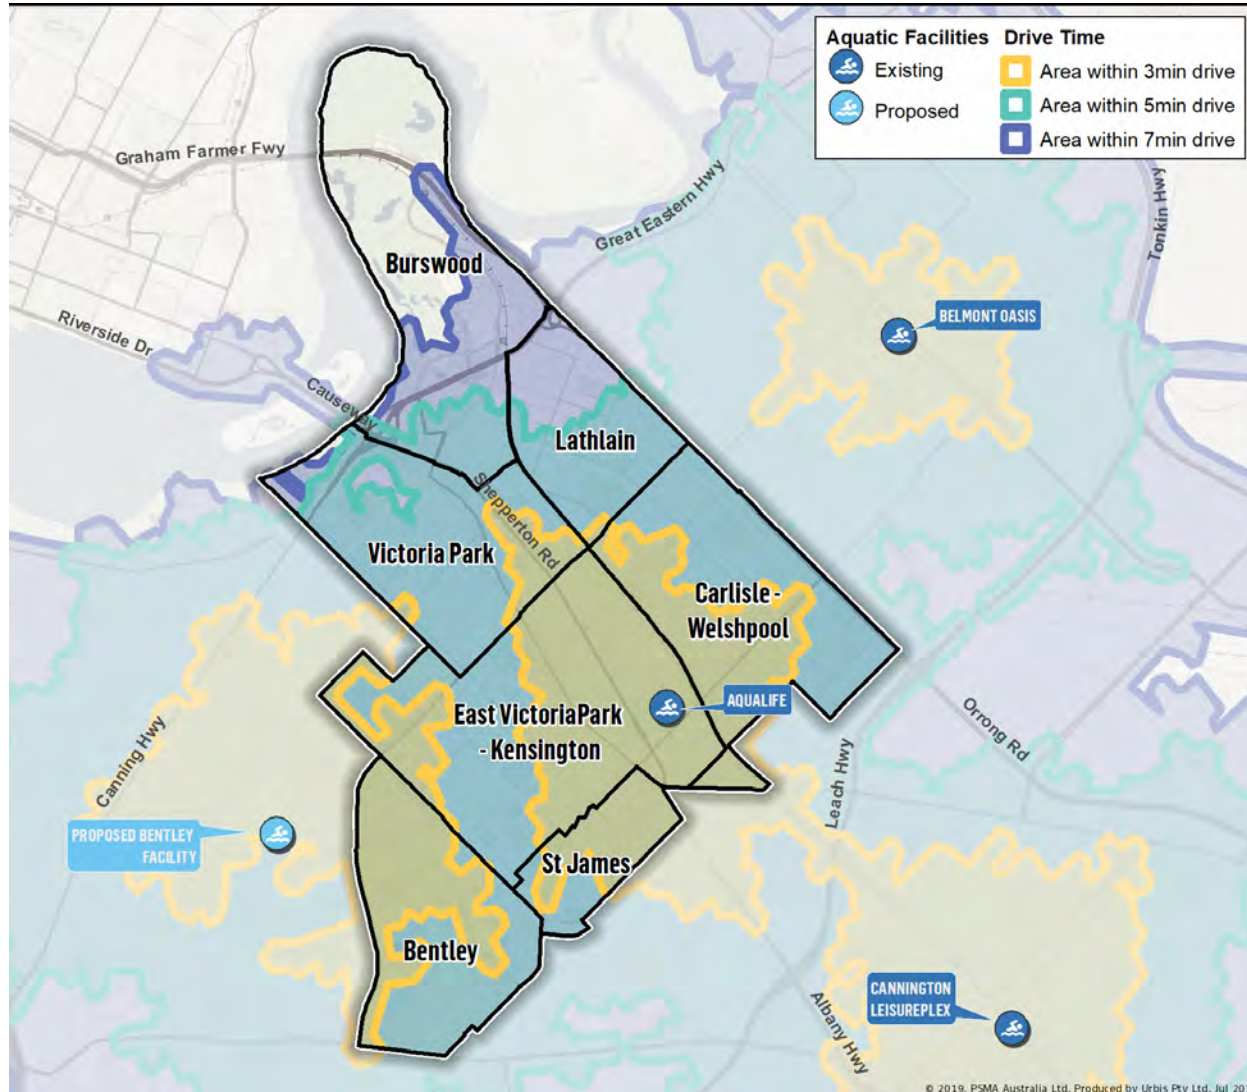 Aquatic Facilities
Existing
Proposed
Drive Time
Area within 3min drive
Area within 5min drive
Area within 7min drive
Graham Farmer Fwy
Great Eastern Hwy
Tonkin Hwy
Burswood
Riverside Dr
Causeway
BELMONT OASIS
Lathlain
Shepperton Rd
Victoria Park
Carlisle -
Welshpool
East VictoriaPark
- Kensington
AQUALIFE
Orrong Rd
Canning Hwy
Leach Hwy
PROPOSED BENTLEY
FACILITY
St James
Bentley
CANNINGTON
LEISUREPLEX
Albany Hwy
© 2019. PSMA Australia Ltd. Produced by Urbis Pty Ltd. Jul 20